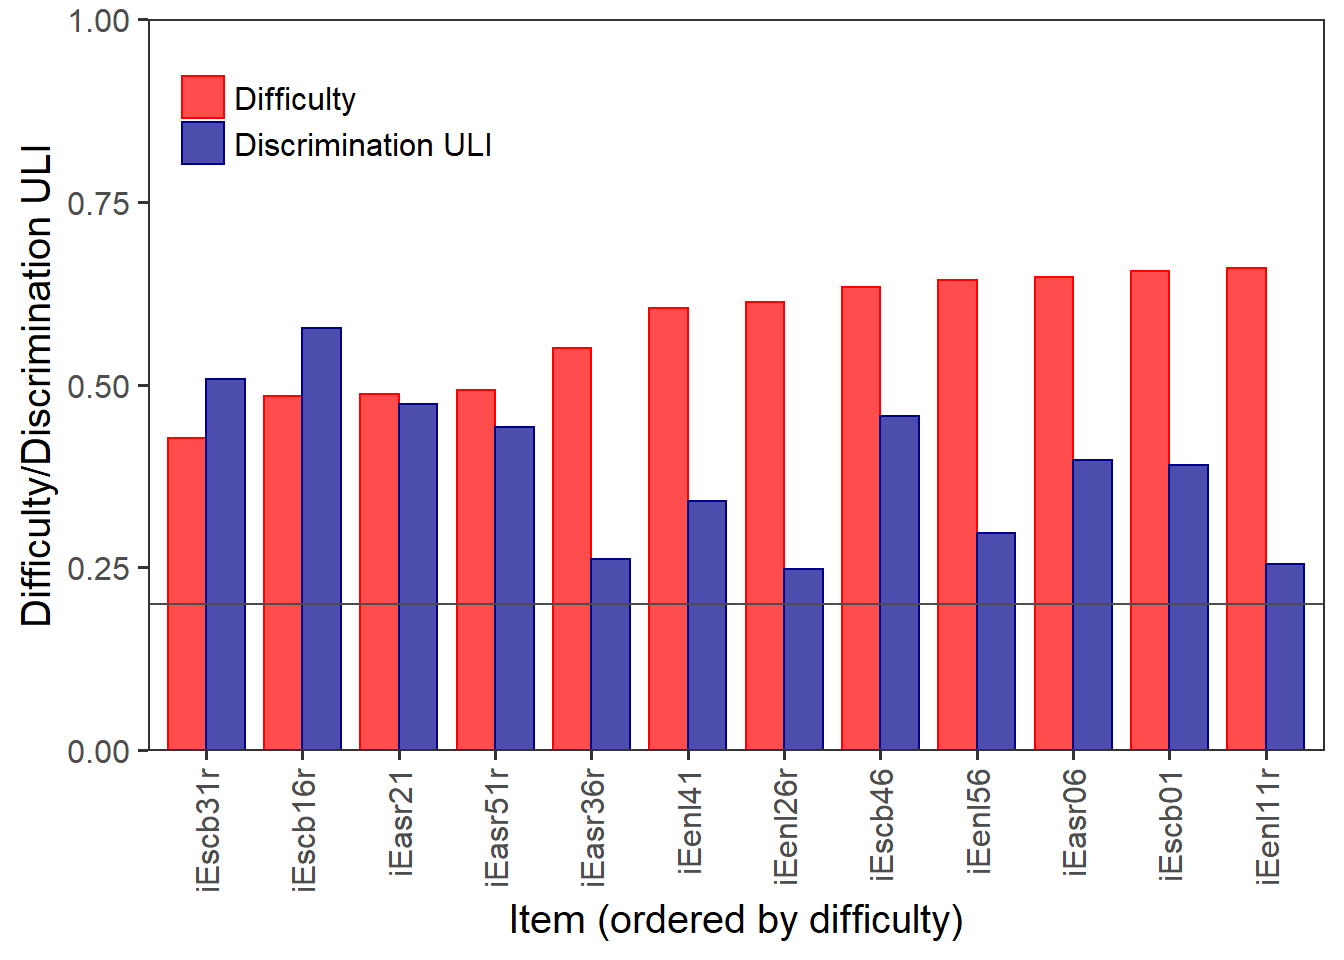 Difficulty/Discrimination ULI
1.00
0.75
0.50
0.25
0.00
Difficulty
Discrimination ULI
iEscb31r
iEscb16r
iEasr21
iEasr51r
iEasr36r
iEenl41
iEenl26r
iEscb46
iEenl56
iEasr06
iEscb01
iEenl11r
Item (ordered by difficulty)